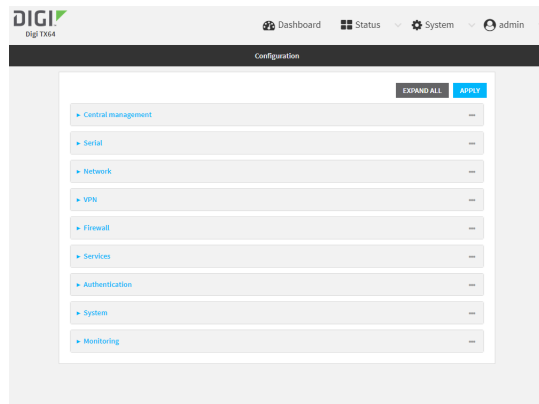 DIGI
Digi TX64
Dashboard Status System admin
Configuration
EXPAND ALL APPLY
Central management
Serial
Network
VPN
Firewall
Services
Authentication
System
Monitoring